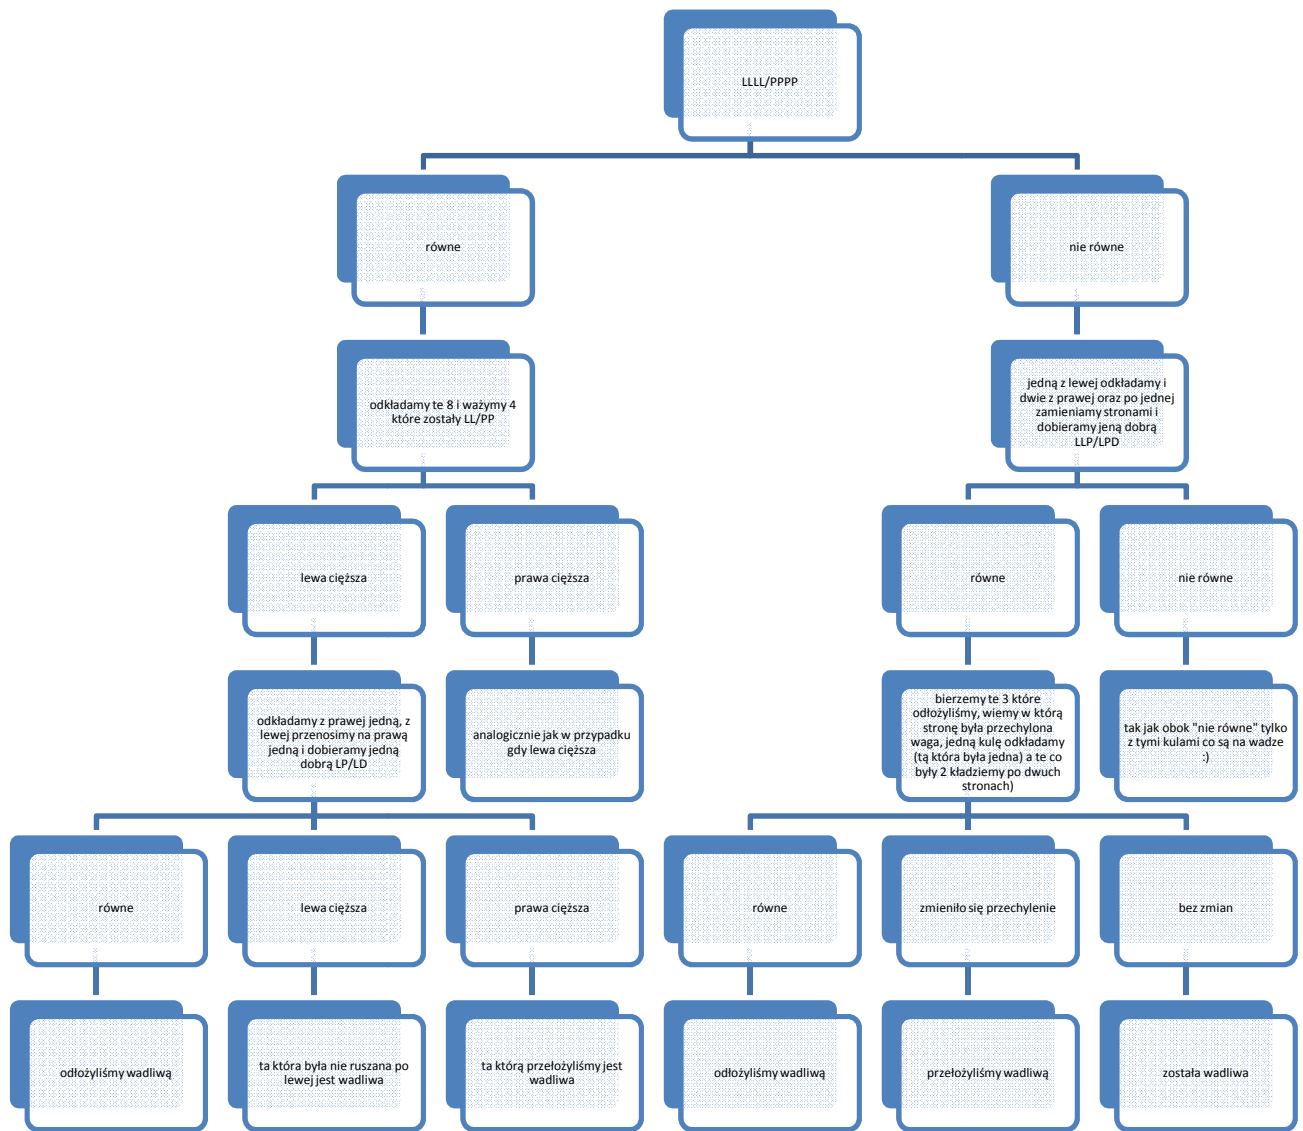 LLLL/PPPP
równe
nie równe
odkładamy te 8 i ważymy 4
które zostały LL/PP
jedną z lewej odkładamy i
dwie z prawej oraz po jednej
zamieniamy stronami i
dobieramy jeną dobrą
LLP/LPD
lewa cięższa
prawa cięższa
równe
nie równe
odkładamy z prawej jedną, z
lewej przenosimy na prawą
jedną i dobieramy jedną
dobrą LP/LD
analogicznie jak w przypadku
gdy lewa cięższa
bierzemy te 3 które
odłożyliśmy, wiemy w którą
stronę była przechylona
waga, jedną kulę odkładamy
(tą która była jedna) a te co
były 2 kładziemy po dwuch
stronach)
tak jak obok "nie równe" tylko
z tymi kulami co są na wadze
:)
równe
lewa cięższa
prawa cięższa
równe
zmieniło się przechylenie
bez zmian
odłożyliśmy wadliwą
ta która była nie ruszana po
lewej jest wadliwa
ta którą przełożyliśmy jest
wadliwa
odłożyliśmy wadliwą
przełożyliśmy wadliwą
została wadliwa